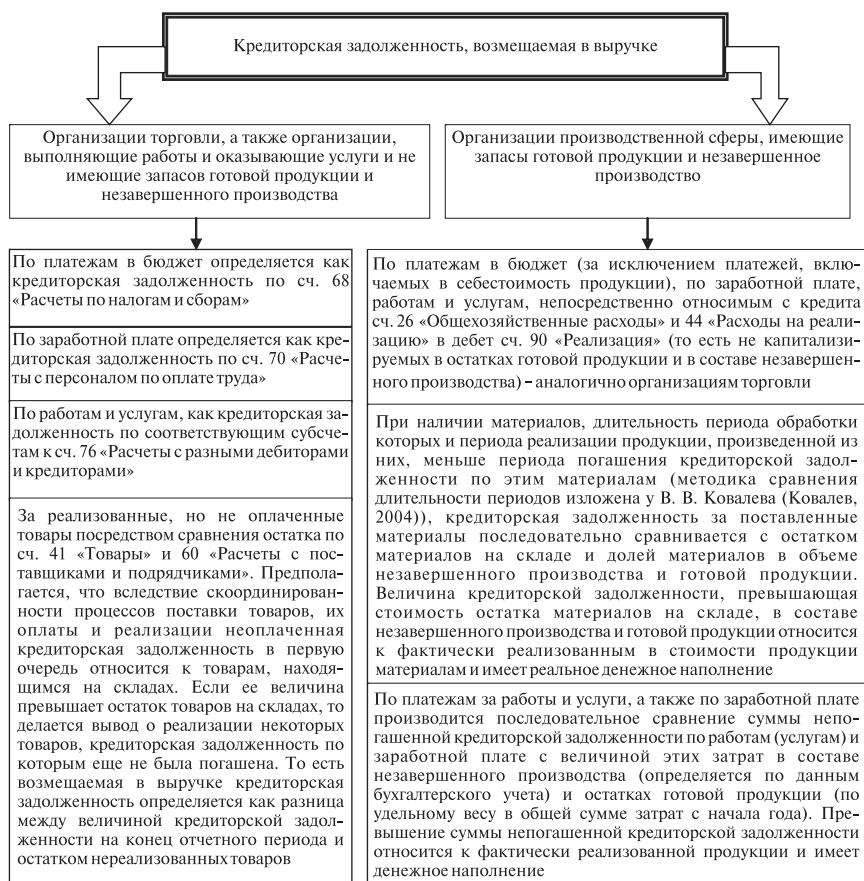 Кредиторская задолженность, возмещаемая в выручке
Организации торговли, а также организации,
выполняющие работы и оказывающие услуги и не
имеющие запасов готовой продукции и
незавершенного производства
Организации производственной сферы, имеющие
запасы готовой продукции и незавершенное
производство
По платежам в бюджет определяется как
кредиторская задолженность по сч. 68
«Расчеты по налогам и сборам»
По заработной плате определяется как кре-
диторская задолженность по сч. 70 «Расче-
ты с персоналом по оплате труда»
По работам и услугам, как кредиторская за-
долженность по соответствующим субсче-
там к сч. 76 «Расчеты с разными дебиторами
и кредиторами»
За реализованные, но не оплаченные
товары посредством сравнения остатка по
сч. 41 «Товары» и 60 «Расчеты с пос-
тавщиками и подрядчиками». Предпола-
гается, что вследствие скоординирован-
ности процессов поставки товаров, их
оплаты и реализации неоплаченная
кредиторская задолженность в первую
очередь относится к товарам, находя-
щимся на складах. Если ее величина
превышает остаток товаров на складах, то
делается вывод о реализации некоторых
товаров, кредиторская задолженность по
которым еще не была погашена. То есть
возмещаемая в выручке кредиторская
задолженность определяется как разница
между величиной кредиторской задол-
женности на конец отчетного периода и
остатком нереализованных товаров
По платежам в бюджет (за исключением платежей, вклю-
чаемых в себестоимость продукции), по заработной плате,
работам и услугам, непосредственно относимым с кредита
сч. 26 «Общехозяйственные расходы» и 44 «Расходы на реали-
зацию» в дебет сч. 90 «Реализация» (то есть не капитализи-
руемых в остатках готовой продукции и в составе незавершен-
ного производства) – аналогично организациям торговли
При наличии материалов, длительность периода обработки
которых и периода реализации продукции, произведенной из
них, меньше периода погашения кредиторской задол-
женности по этим материалам (методика сравнения
длительности периодов изложена у В. В. Ковалева (Ковалев,
2004)), кредиторская задолженность за поставленные
материалы последовательно сравнивается с остатком
материалов на складе и долей материалов в объеме
незавершенного производства и готовой продукции.
Величина кредиторской задолженности, превышающая
стоимость остатка материалов на складе, в составе
незавершенного производства и готовой продукции относится
к фактически реализованным в стоимости продукции
материалам и имеет реальное денежное наполнение
По платежам за работы и услуги, а также по заработной плате
производится последовательное сравнение суммы непо-
гашенной кредиторской задолженности по работам (услугам) и
заработной плате с величиной этих затрат в составе
незавершенного производства (определяется по данным
бухгалтерского учета) и остатках готовой продукции (по
удельному весу в общей сумме затрат с начала года). Пре-
вышение суммы непогашенной кредиторской задолженности
относится к фактически реализованной продукции и имеет
денежное наполнение